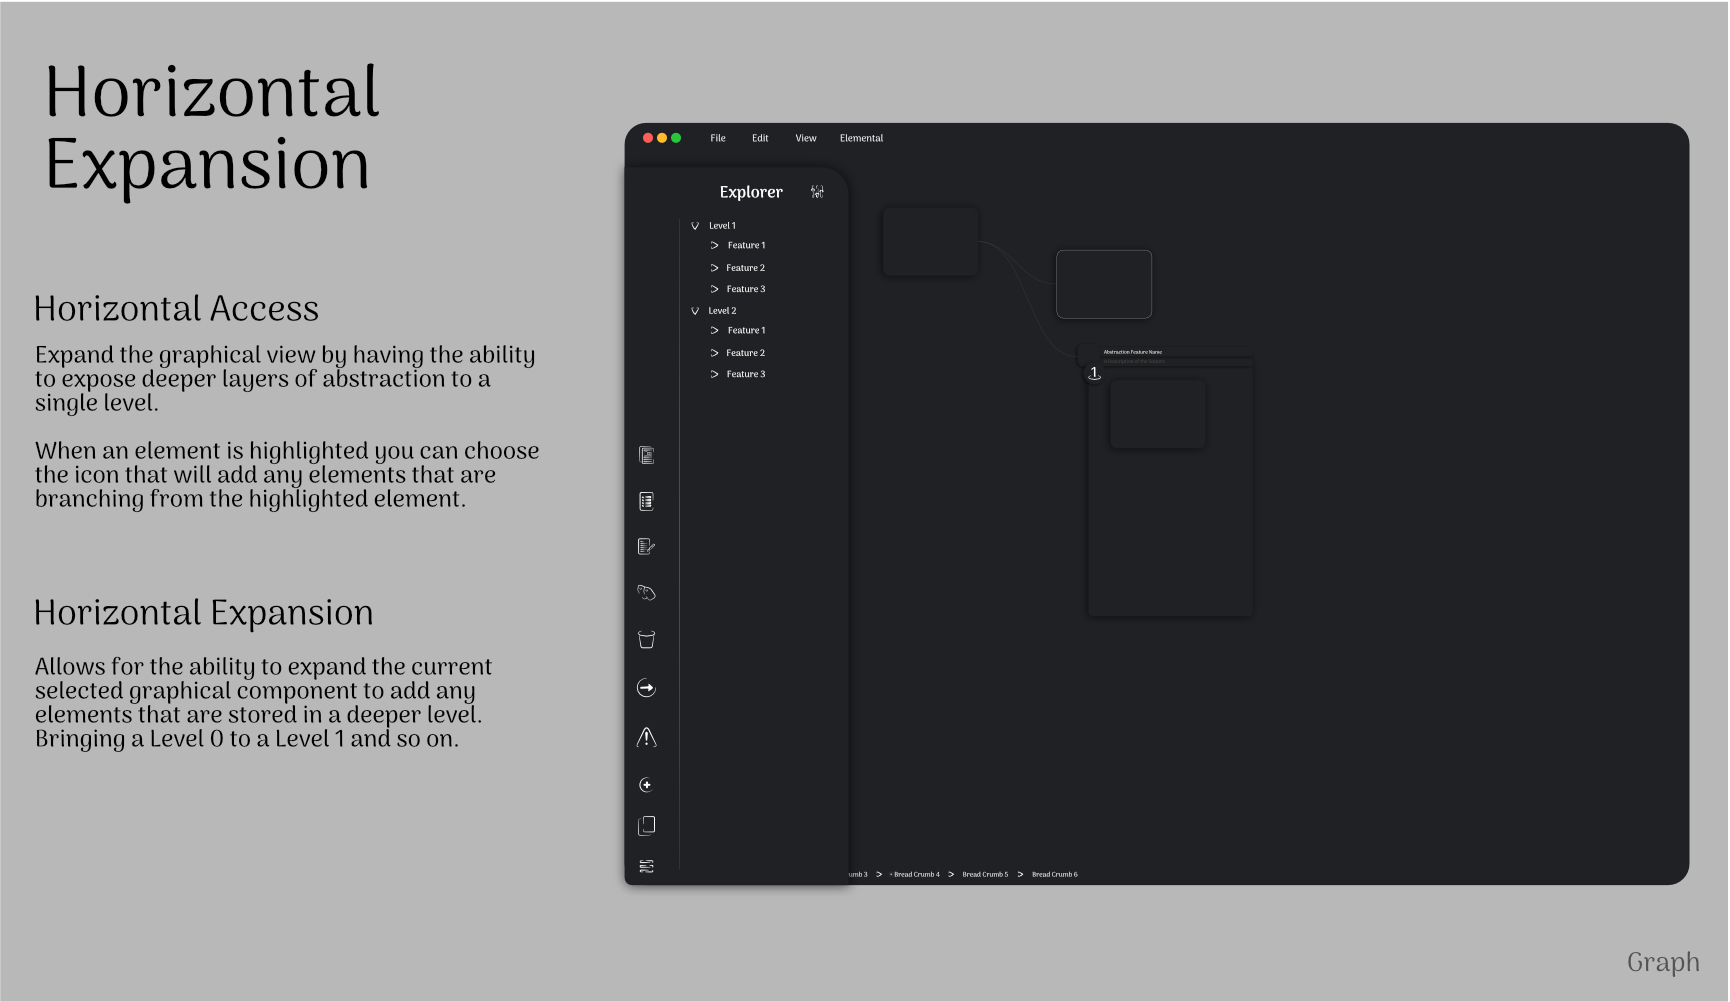 Horizontal
Expansion
Horizontal Access
Expand the graphical view by having the ability
to expose deeper layers of abstraction to a
single level.
When an element is highlighted you can choose
the icon that will add any elements that are
branching from the highlighted element.
Horizontal Expansion
Allows for the ability to expand the current
selected graphical component to add any
elements that are stored in a deeper level.
Bringing a Level 0 to a Level 1 and so on.
File Edit View Elemental
Explorer
Level 1
Feature 1
Feature 2
Feature 3
Level 2
Feature 1
Feature 2
Feature 3
Abstraction Feature Name
1
umb 3 > + Bread Crumb 4 > Bread Crumb 5 > Bread Crumb 6
Graph